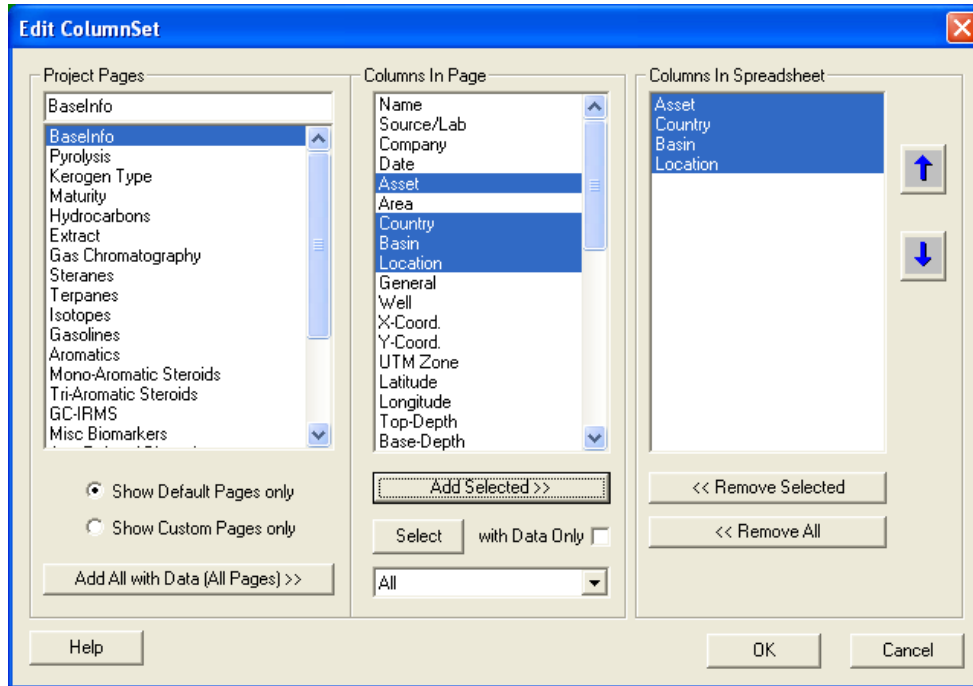 Edit ColumnSet
Project Pages
BaseInfo
BaseInfo
Pyrolysis
Kerogen Type
Maturity
Hydrocarbons
Extract
Gas Chromatography
Steranes
Terpanes
Isotopes
Gasolines
Aromatics
Mono-Aromatic Steroids
Tri-Aromatic Steroids
GC-IRMS
Misc Biomarkers
Show Default Pages only
Show Custom Pages only
Add All with Data (All Pages) >>
Columns In Page
Name
Source/Lab
Company
Date
Asset
Area
Country
Basin
Location
General
Well
X-Coord.
Y-Coord.
UTM Zone
Latitude
Longitude
Top-Depth
Base-Depth
Add Selected >>
Select
with Data Only
All
Columns In Spreadsheet
Asset
Country
Basin
Location
<< Remove Selected
<< Remove All
Help
OK
Cancel